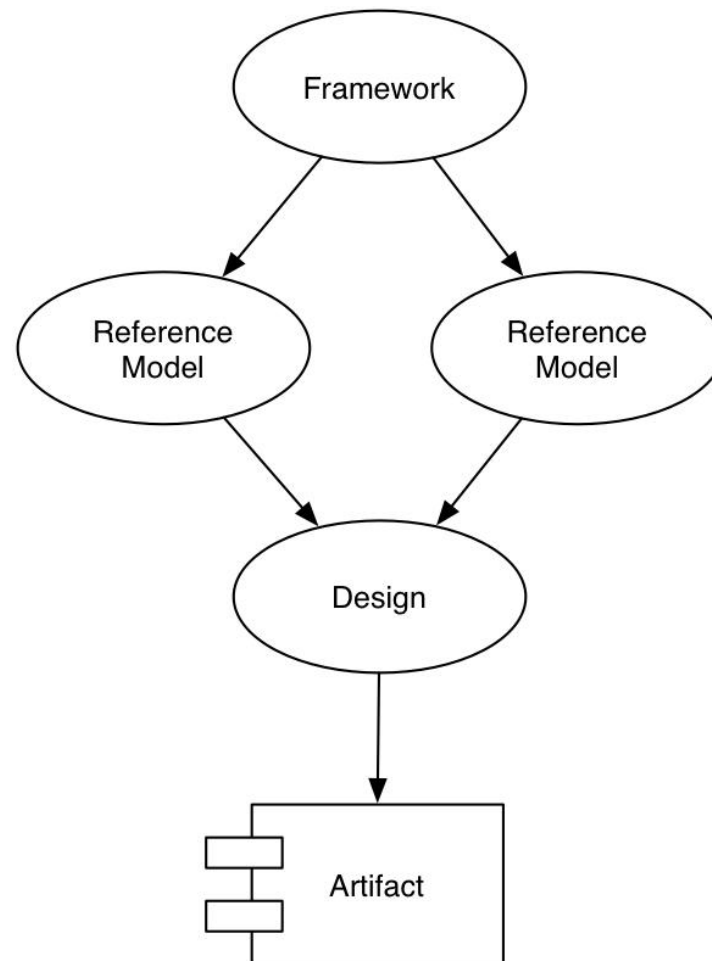 Framework
Reference
Model
Reference
Model
Design
Artifact